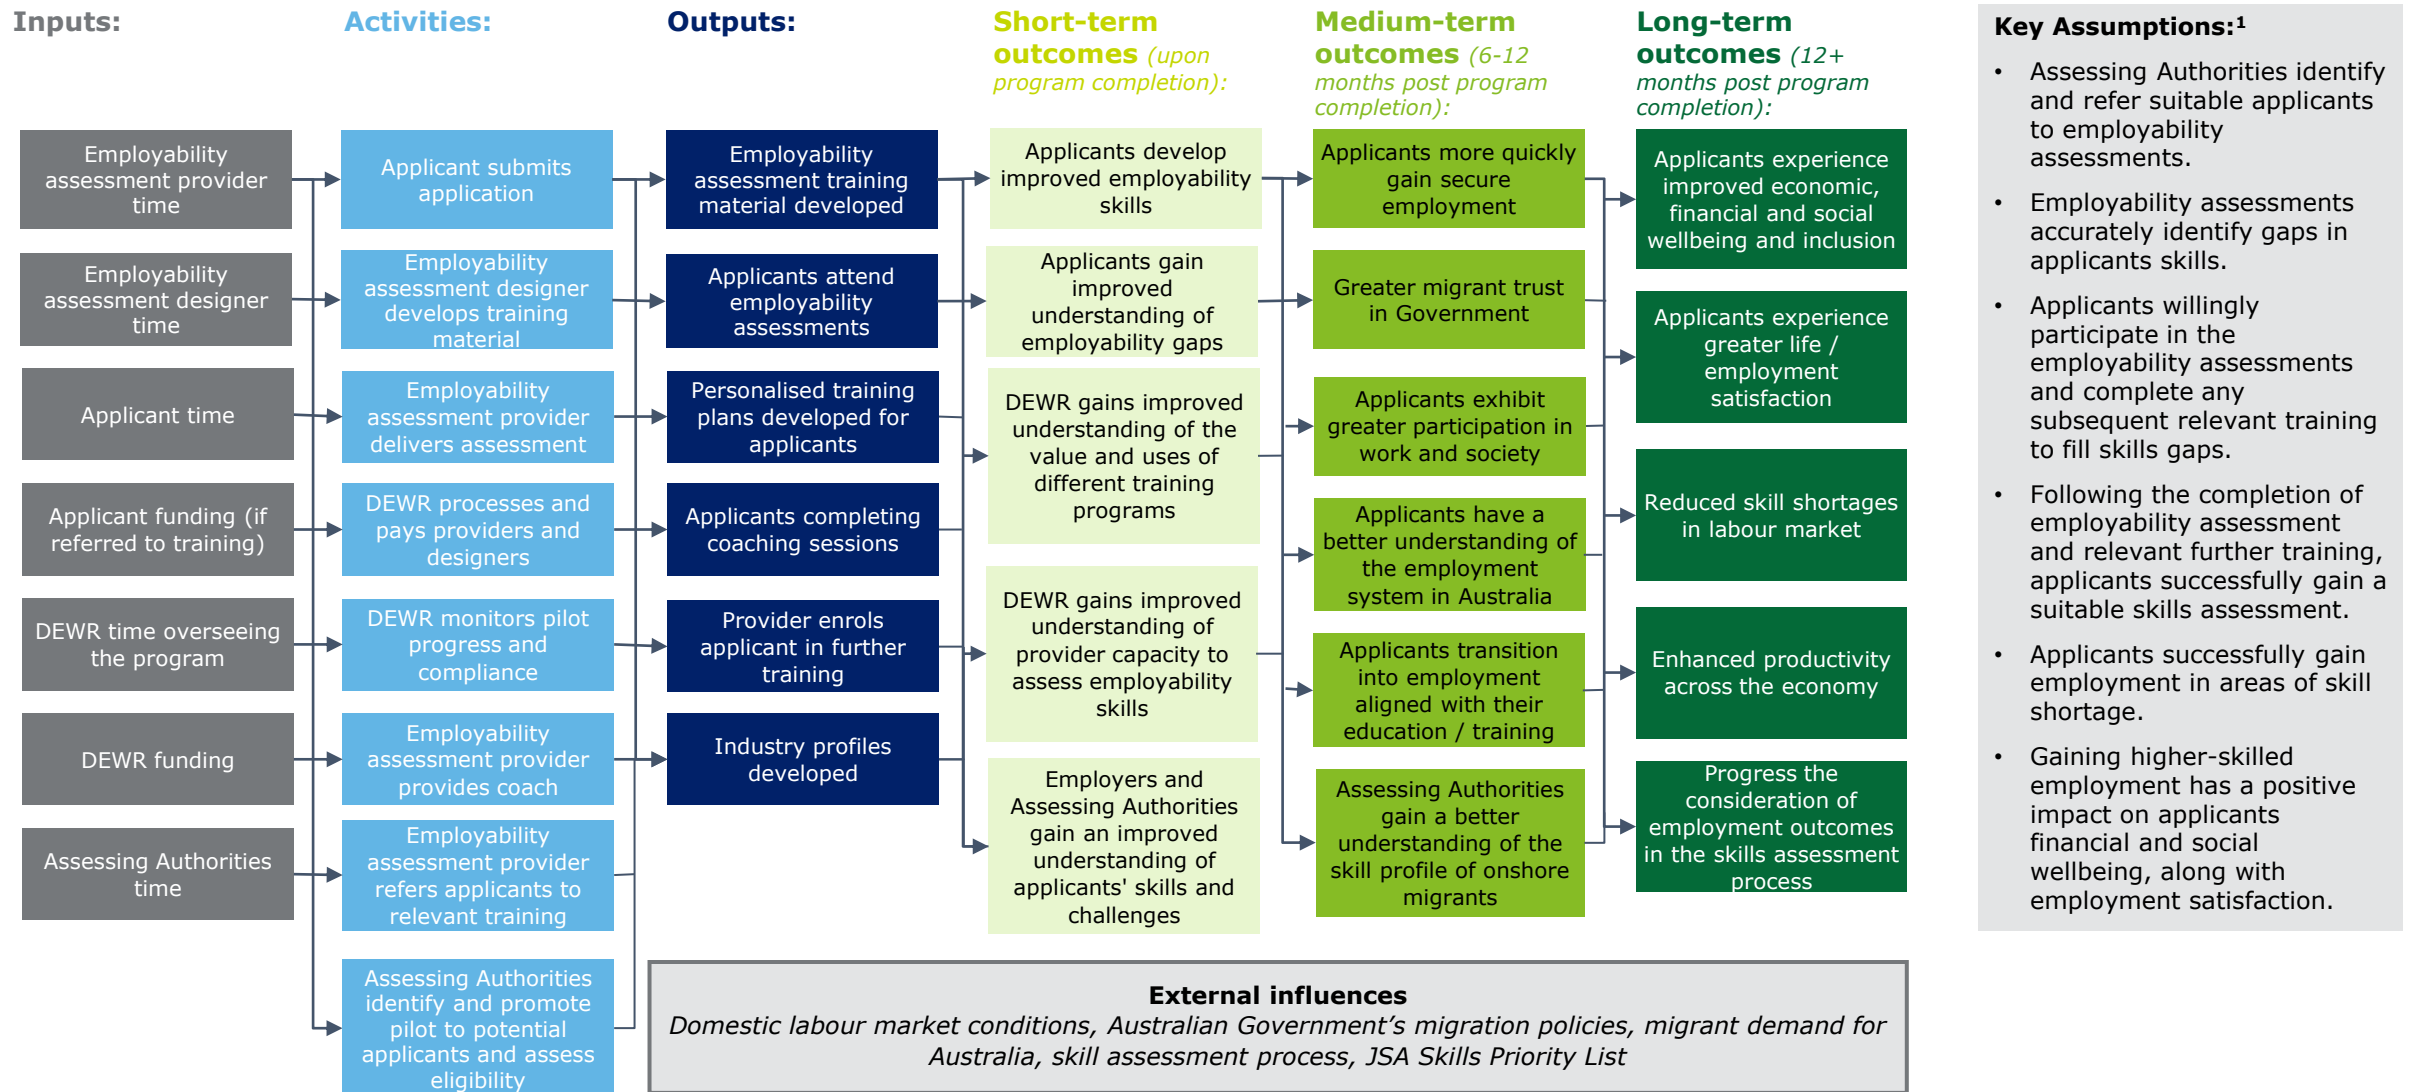 Inputs:
Employability
assessment provider
time
Employability
assessment designer
time
Applicant time
Applicant funding (if
referred to training)
DEWR time overseeing
the program
DEWR funding
Assessing Authorities
time
Activities:
Applicant submits
application
Employability
assessment designer
develops training
material
Employability
assessment provider
delivers assessment
DEWR processes and
pays providers and
designers
DEWR monitors pilot
progress and
compliance
Employability
assessment provider
provides coach
Employability
assessment provider
refers applicants to
relevant training
Assessing Authorities
identify and promote
pilot to potential
applicants and assess
eligibility
Outputs:
Employability
assessment training
material developed
Applicants attend
employability
assessments
Personalised training
plans developed for
applicants
Applicants completing
coaching sessions
Provider enrols
applicant in further
training
Industry profiles
developed
Short-term
outcomes (upon
program completion):
Applicants develop
improved employability
skills
Applicants gain
improved
understanding of
employability gaps
DEWR gains improved
understanding of the
value and uses of
different training
programs
DEWR gains improved
understanding of
provider capacity to
assess employability
skills
Employers and
Assessing Authorities
gain an improved
understanding of
applicants' skills and
challenges
Medium-term
outcomes (6-12
months post program
completion):
Applicants more quickly
gain secure
employment
Greater migrant trust
in Government
Applicants exhibit
greater participation in
work and society
Applicants have a
better understanding of
the employment
system in Australia
Applicants transition
into employment
aligned with their
education / training
Assessing Authorities
gain a better
understanding of the
skill profile of onshore
migrants
Long-term
outcomes (12+
months post program
completion):
Applicants experience
improved economic,
financial and social
wellbeing and inclusion
Applicants experience
greater life /
employment
satisfaction
Reduced skill shortages
in labour market
Enhanced productivity
across the economy
Progress the
consideration of
employment outcomes
in the skills assessment
process
Key Assumptions:¹
• Assessing Authorities identify
and refer suitable applicants
to employability
assessments.
• Employability assessments
accurately identify gaps in
applicants skills.
• Applicants willingly
participate in the
employability assessments
and complete any
subsequent relevant training
to fill skills gaps.
• Following the completion of
employability assessment
and relevant further training,
applicants successfully gain a
suitable skills assessment.
• Applicants successfully gain
employment in areas of skill
shortage.
• Gaining higher-skilled
employment has a positive
impact on applicants
financial and social
wellbeing, along with
employment satisfaction.
External influences
Domestic labour market conditions, Australian Government’s migration policies, migrant demand for
Australia, skill assessment process, JSA Skills Priority List